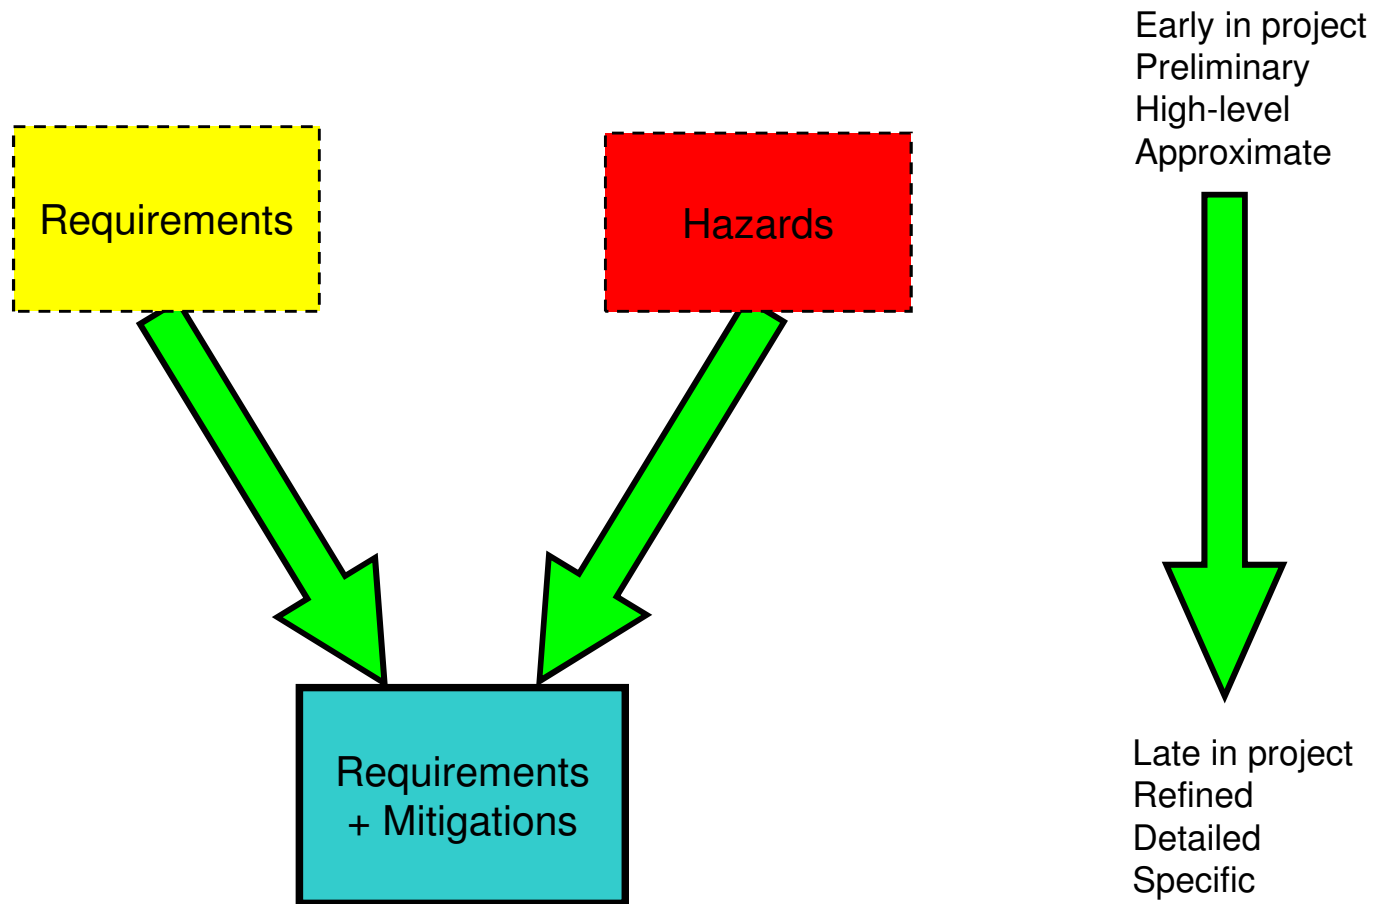 Early in project
Preliminary
High-level
Approximate
Requirements
Hazards
Requirements
+ Mitigations
Late in project
Refined
Detailed
Specific